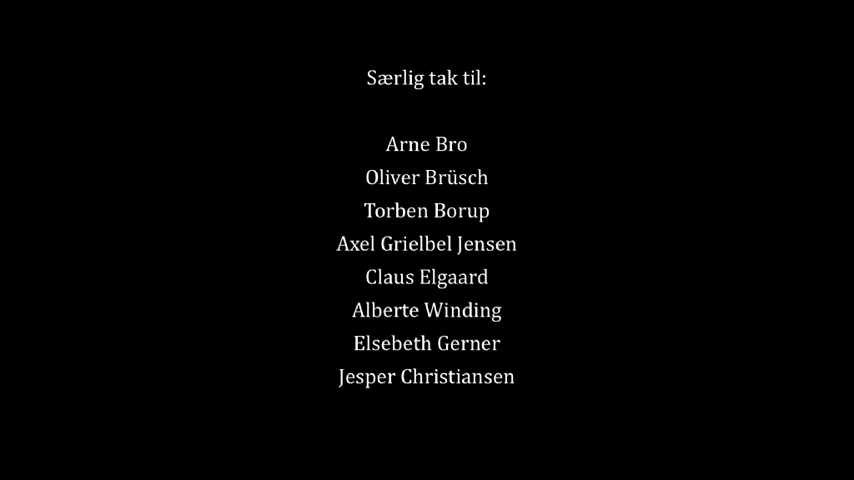 Særlig tak til:
Arne Bro
Oliver Brüsch
Torben Borup
Axel Grielbel Jensen
Claus Elgaard
Alberte Winding
Elsebeth Gerner
Jesper Christiansen